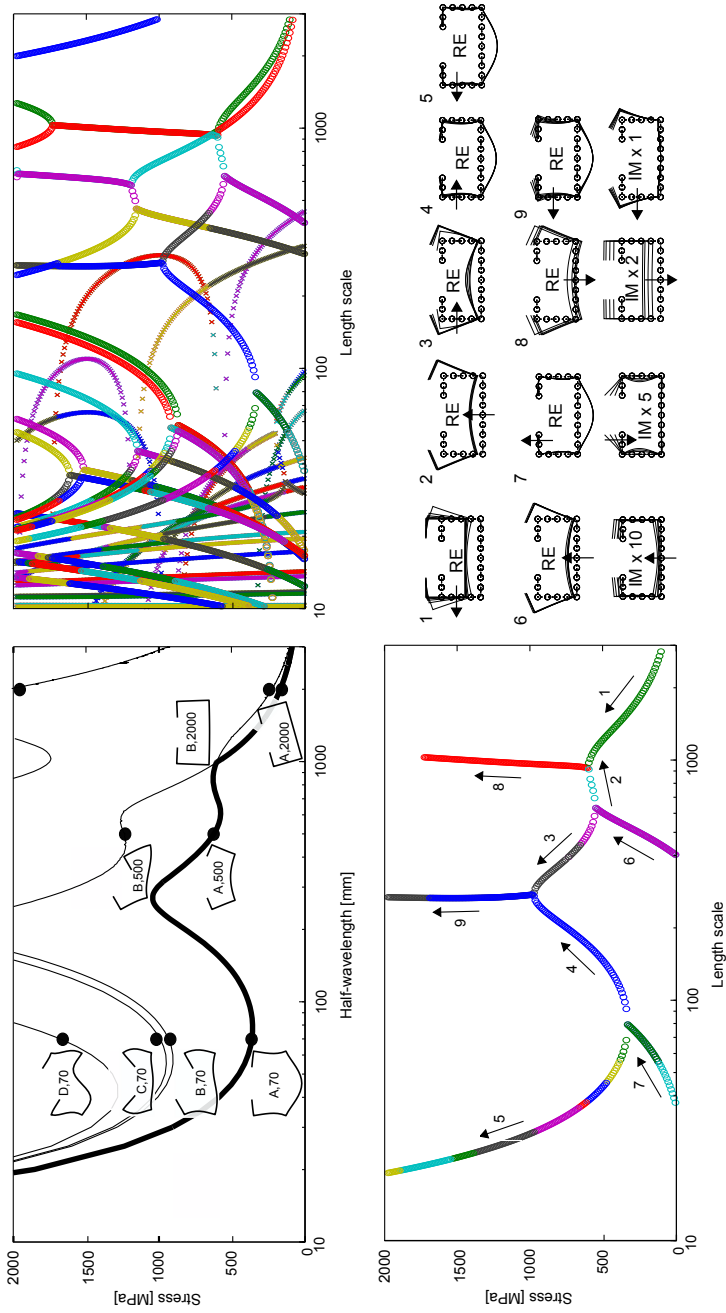 2000
1500
1000
500
0
Stress [MPa]
10
100
1000
Half-wavelength [mm]
D,70
C,70
B,70
A,70
B,500
A,500
B,2000
A,2000
10
100
1000
Length scale
2000
1500
1000
500
0
Stress [MPa]
10
100
1000
Length scale
1
2
3
4
5
6
7
8
9
1
RE
2
RE
3
RE
4
RE
5
RE
6
RE
7
RE
8
RE
9
RE
IM x 10
IM x 5
IM x 2
IM x 1